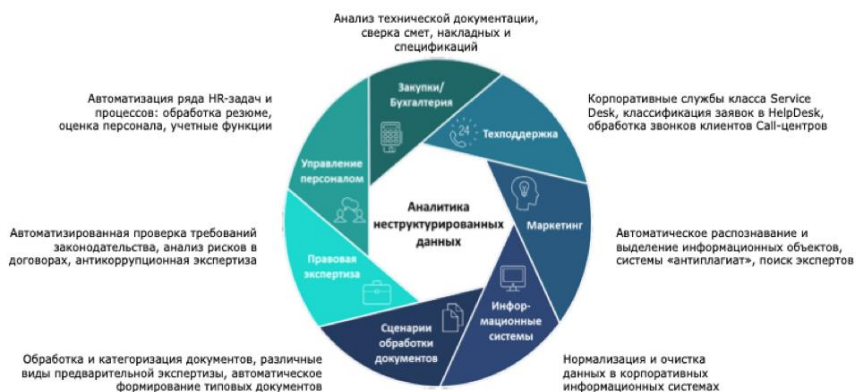 Анализ технической документации,
сверка смет, накладных и
спецификаций
Закупки/
Бухгалтерия
Автоматизация ряда HR-задач и
процессов: обработка резюме,
оценка персонала, учетные функции
Корпоративные службы класса Service
Desk, классификация заявок в HelpDesk,
обработка звонков клиентов Call-центров
24
Техподдержка
Управление
персоналом
Аналитика
неструктурированных
данных
Маркетинг
Автоматизированная проверка требований
законодательства, анализ рисков в
договорах, антикоррупционная экспертиза
Автоматическое распознавание и
выделение информационных объектов,
системы «антиплагиат», поиск экспертов
Правовая
экспертиза
Инфор-
мационные
системы
Сценарии
обработки
документов
Обработка и категоризация документов, различные
виды предварительной экспертизы, автоматическое
формирование типовых документов
Нормализация и очистка
данных в корпоративных
информационных системах